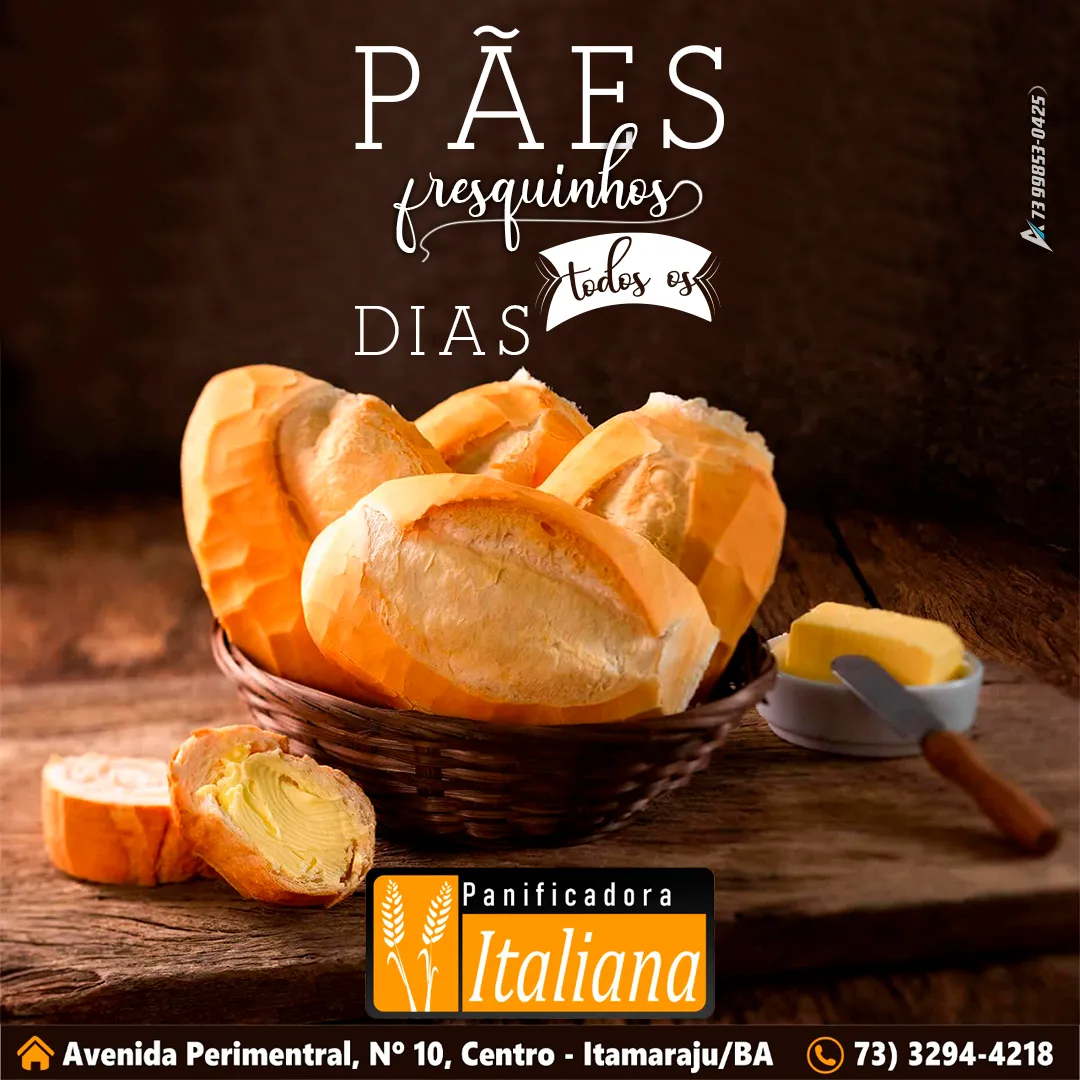 PÃES
fresquinhos
todos os
DIAS
73 99853-0425
Panificadora
Italiana
Avenida Perimentral, Nº 10, Centro - Itamaraju/BA
73) 3294-4218